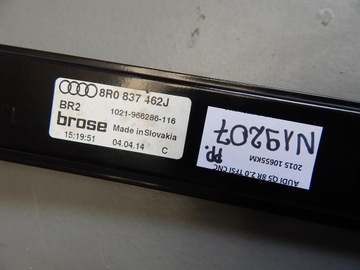 8R0 837 462J
BR2
1021-966286-116
brose
Made in Slovakia
15:19:51
04.04.14
C
AUDI Q5 8R 2.0 TFSI CNC
2015 10655KM
PP.
N19207